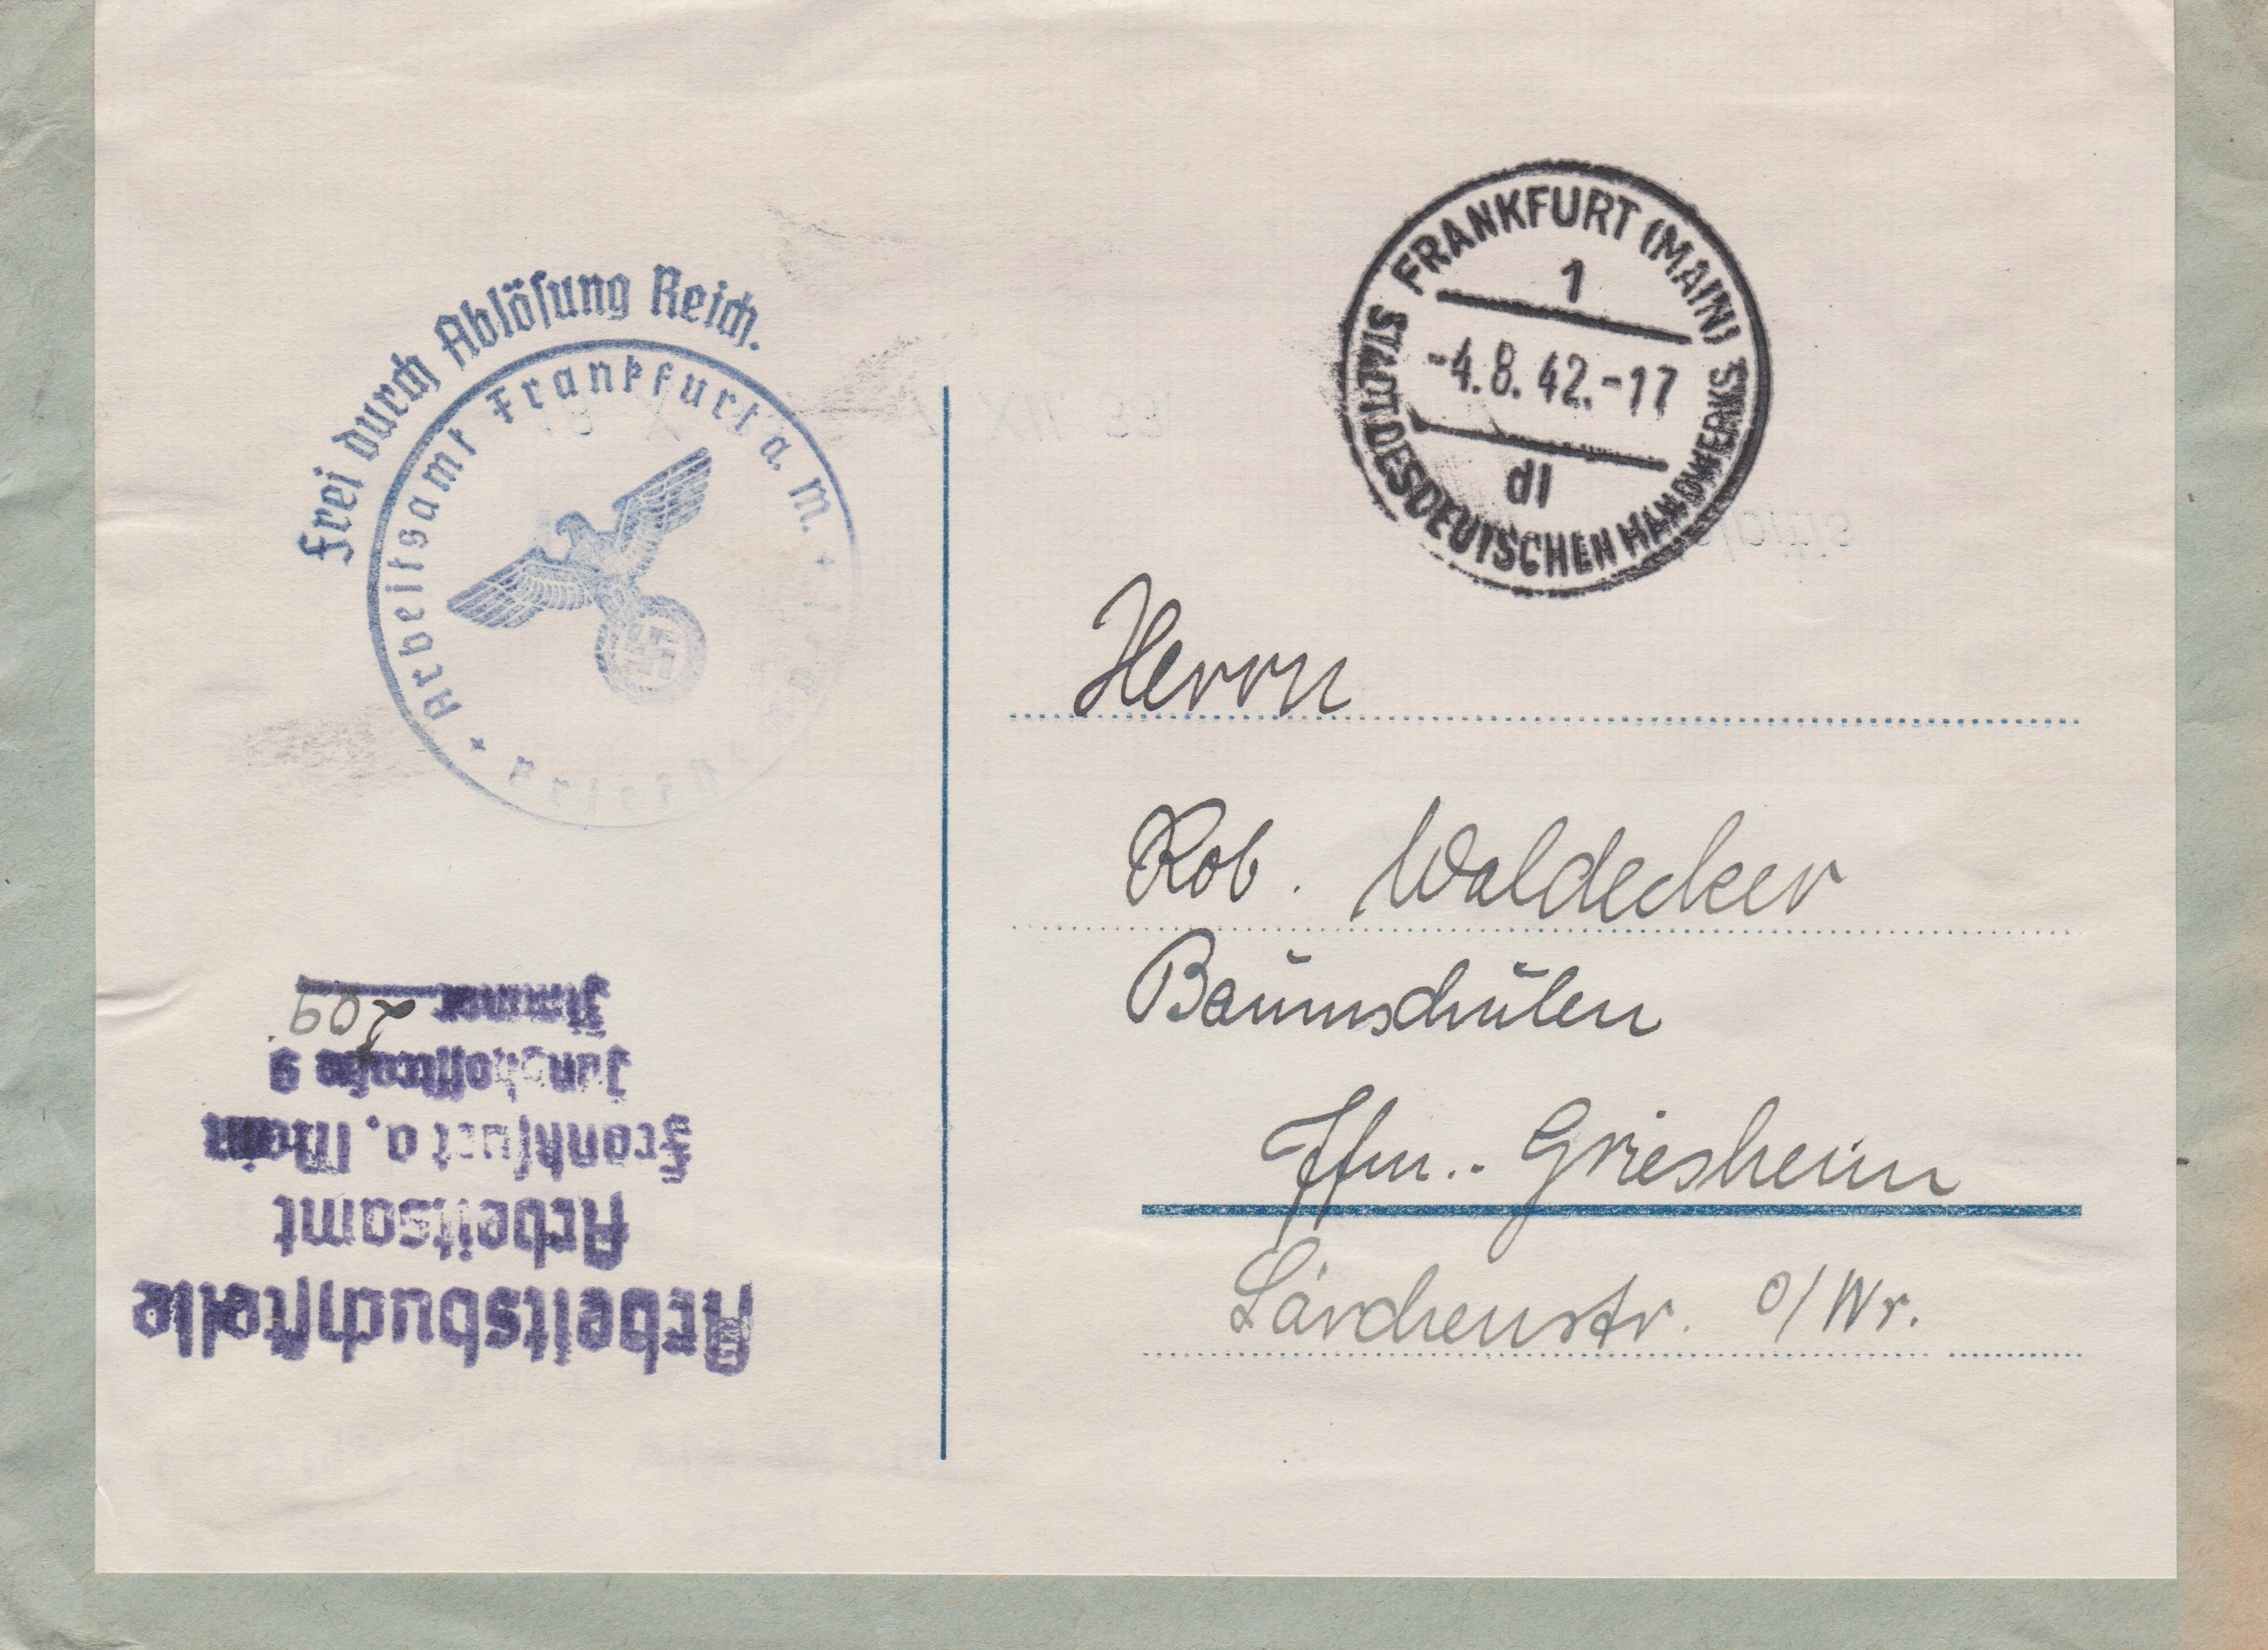 Frei durch Ablösung Reich.
Arbeitsamt Frankfurt a. M.
FRANKFURT (MAIN)
1
-4.8.42.-17
dl
STADT DES DEUTSCHEN HANDWERKS
Herrn
Rob. Waldecker
Baumschulen
Ffm.- Griesheim
Lärchenstr. o/Nr.
Arbeitsbuchstelle
Arbeitsamt
Frankfurt a. Main
Junghofstraße 9
Zimmer 209